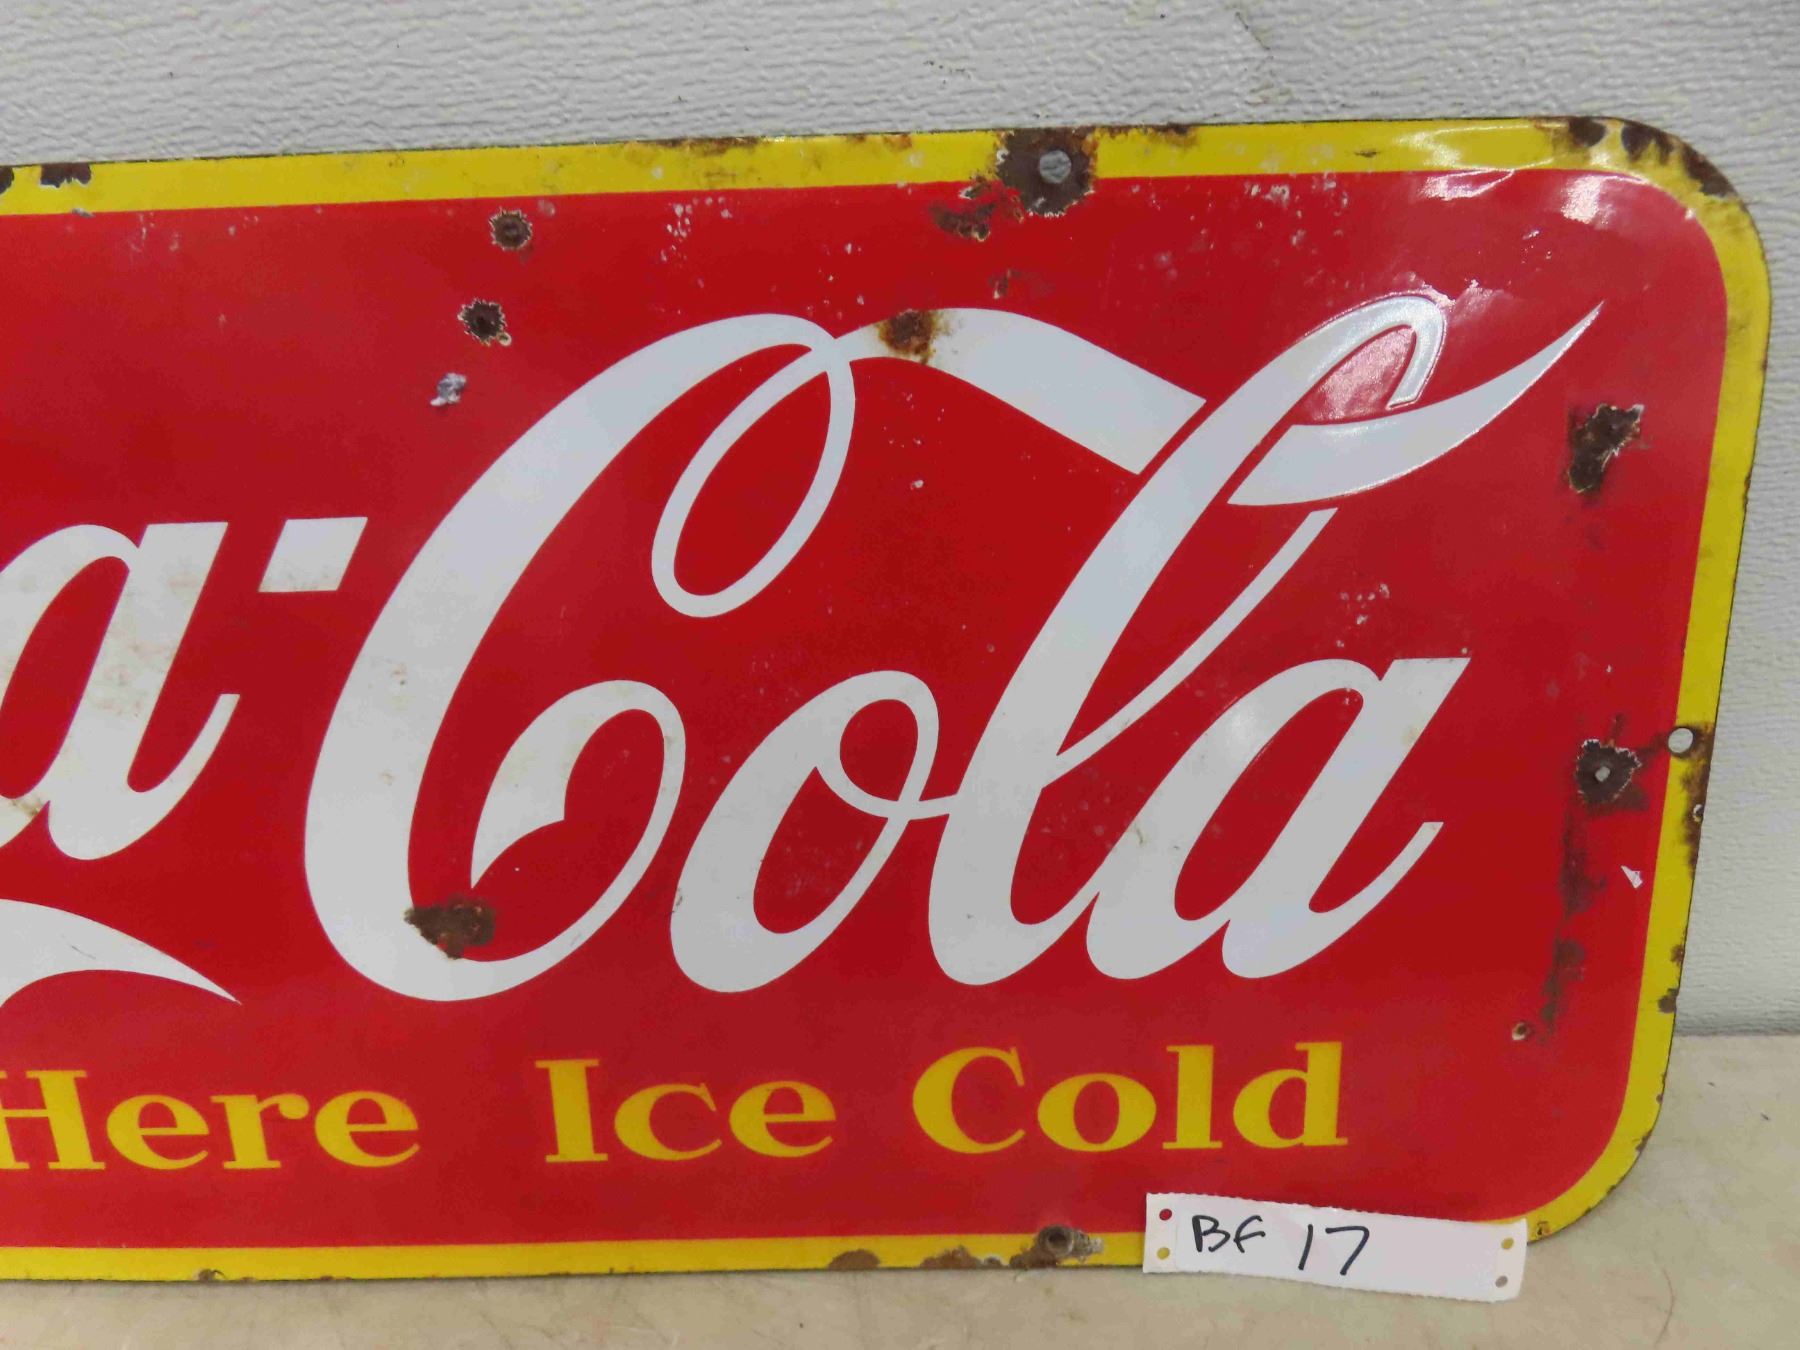 a-Cola
Here Ice Cold
BF 17